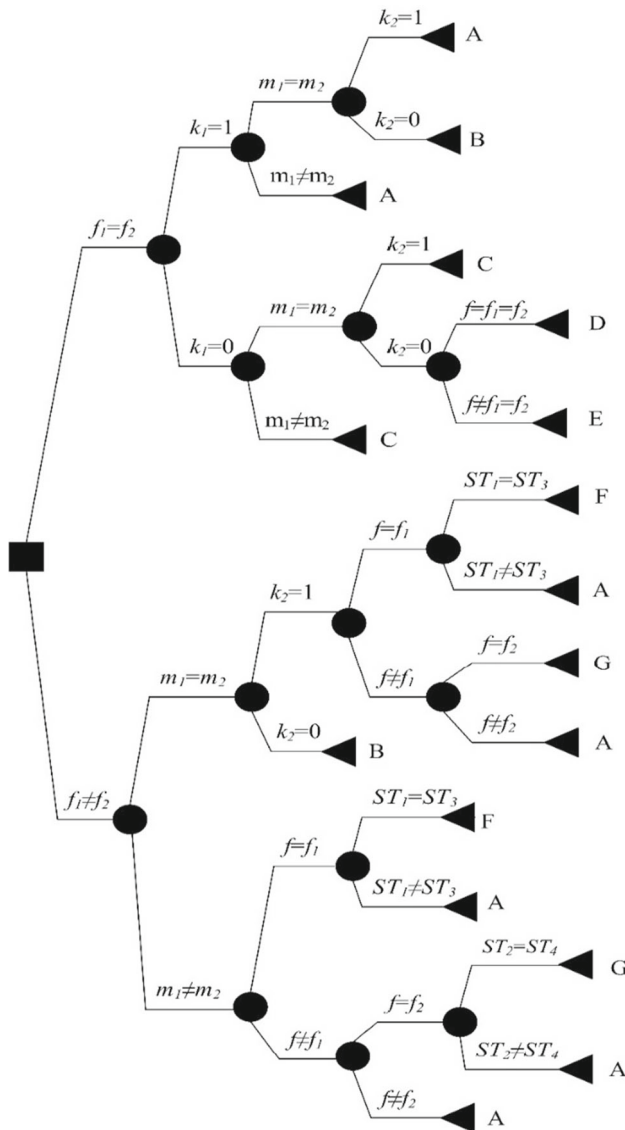 k₂=1
A
m₁=m₂
k₂=0
B
k₁=1
m₁≠m₂
A
f₁=f₂
k₂=1
C
m₁=m₂
f=f₁=f₂
D
k₁=0
k₂=0
f≠f₁=f₂
E
m₁≠m₂
C
ST₁=ST₃
F
f=f₁
ST₁≠ST₃
A
k₂=1
f=f₂
G
m₁=m₂
f≠f₁
f≠f₂
A
k₂=0
B
f₁≠f₂
ST₁=ST₃
F
f=f₁
ST₁≠ST₃
A
ST₂=ST₄
G
m₁≠m₂
f=f₂
f≠f₁
ST₂≠ST₄
A
f≠f₂
A